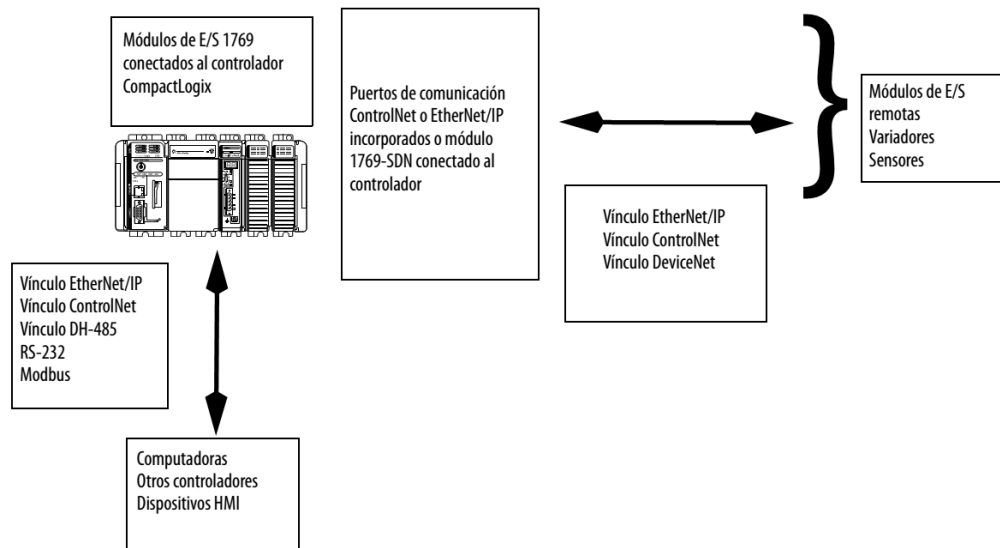 Módulos de E/S 1769
conectados al controlador
CompactLogix
Puertos de comunicación
ControlNet o EtherNet/IP
incorporados o módulo
1769-SDN conectado al
controlador
Módulos de E/S
remotas
Variadores
Sensores
Vínculo EtherNet/IP
Vínculo ControlNet
Vínculo DeviceNet
Vínculo EtherNet/IP
Vínculo ControlNet
Vínculo DH-485
RS-232
Modbus
Computadoras
Otros controladores
Dispositivos HMI